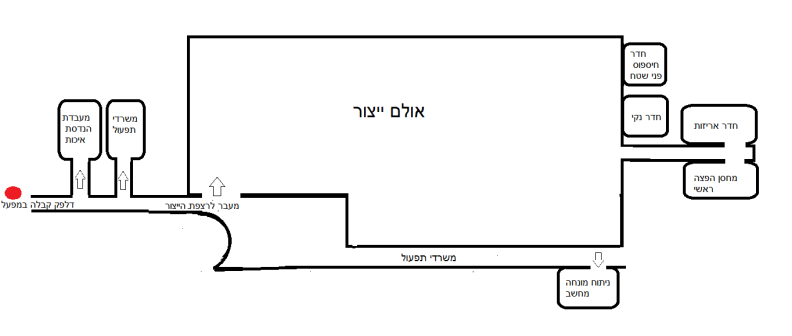 חדר
חיספוס
פני שטח
אולם ייצור
חדר נקי
מעבדת
הנדסת
איכות
משרדי
תפעול
חדר אריזות
מחסן הפצה
ראשי
דלפק קבלה במפעל
מעבר לרצפת הייצור
משרדי תפעול
ניתוח מונחה
מחשב